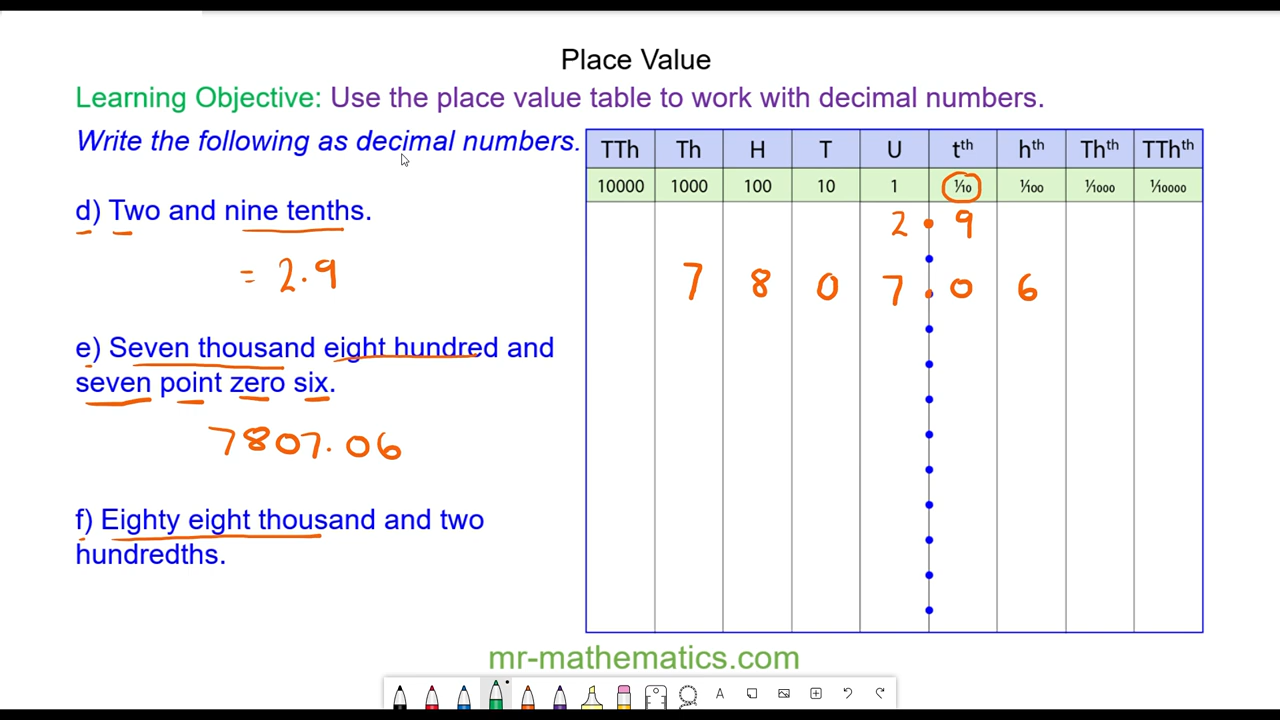 Place Value
Learning Objective: Use the place value table to work with decimal numbers.
Write the following as decimal numbers.
d) Two and nine tenths.
= 2.9
e) Seven thousand eight hundred and
seven point zero six.
7807.06
f) Eighty eight thousand and two
hundredths.
TTh Th H T U tᵗʰ hᵗʰ Thᵗʰ TThᵗʰ
10000 1000 100 10 1 1/10 1/100 1/1000 1/10000
2 . 9
7 8 0 7 . 0 6
mr-mathematics.com
A